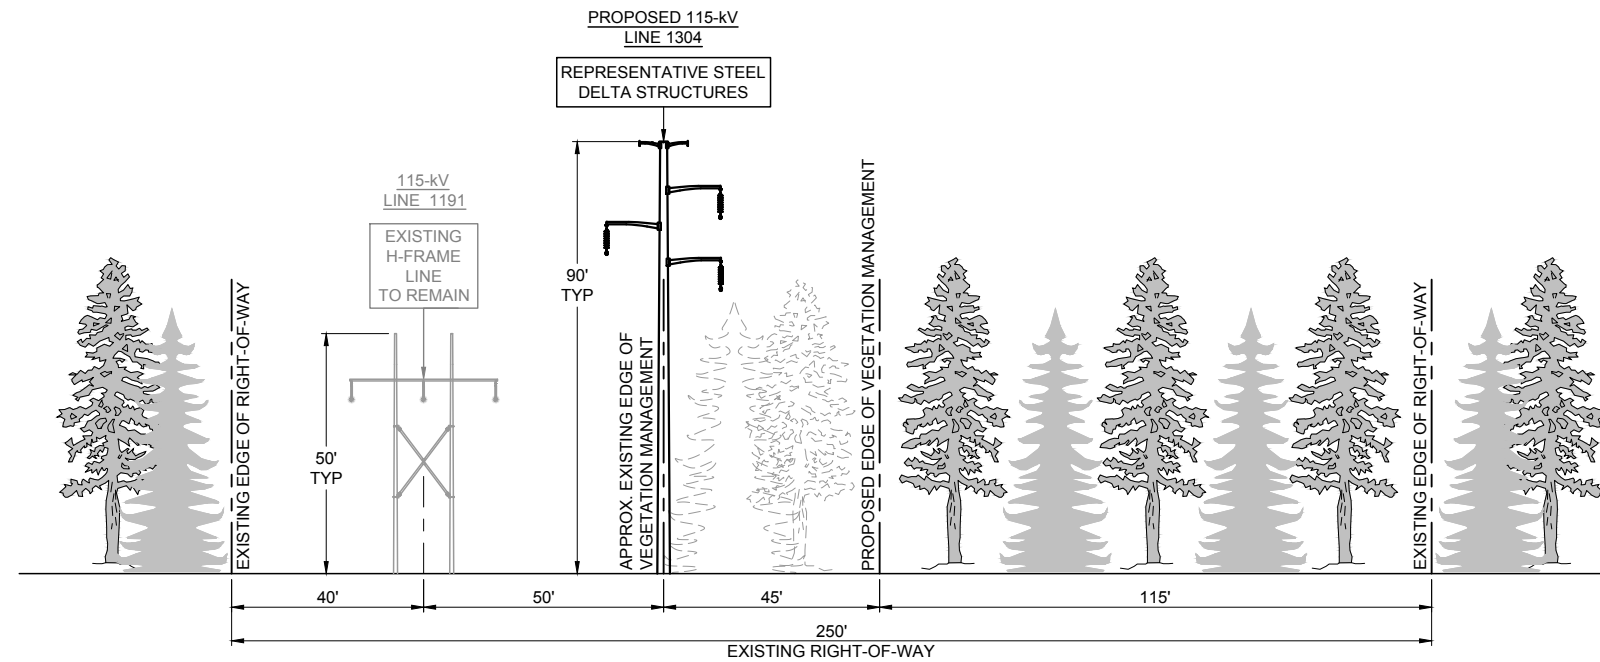 PROPOSED 115-kV
LINE 1304
REPRESENTATIVE STEEL
DELTA STRUCTURES
115-kV
LINE 1191
EXISTING
H-FRAME
LINE
TO REMAIN
90'
TYP
50'
TYP
EXISTING EDGE OF RIGHT-OF-WAY
APPROX. EXISTING EDGE OF
VEGETATION MANAGEMENT
PROPOSED EDGE OF VEGETATION MANAGEMENT
EXISTING EDGE OF RIGHT-OF-WAY
40'
50'
45'
115'
250'
EXISTING RIGHT-OF-WAY